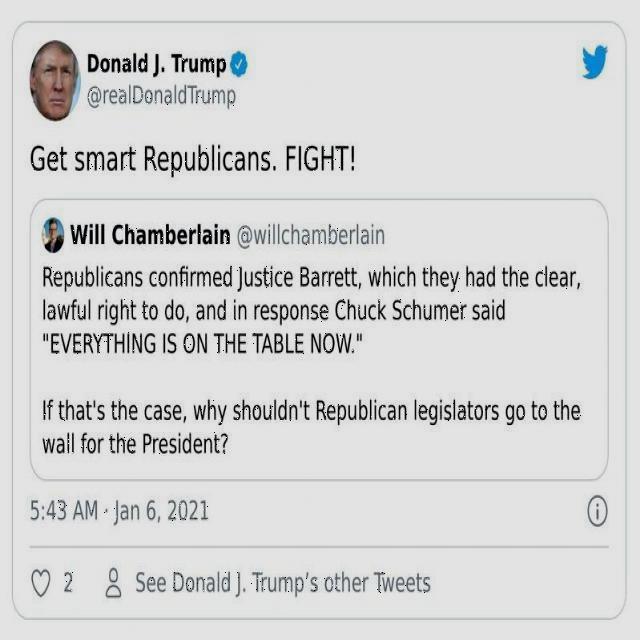 Donald J. Trump
@realDonaldTrump
Get smart Republicans. FIGHT!
Will Chamberlain @willchamberlain
Republicans confirmed Justice Barrett, which they had the clear,
lawful right to do, and in response Chuck Schumer said
"EVERYTHING IS ON THE TABLE NOW."
If that's the case, why shouldn't Republican legislators go to the
wall for the President?
5:43 AM · Jan 6, 2021
2 See Donald J. Trump's other Tweets